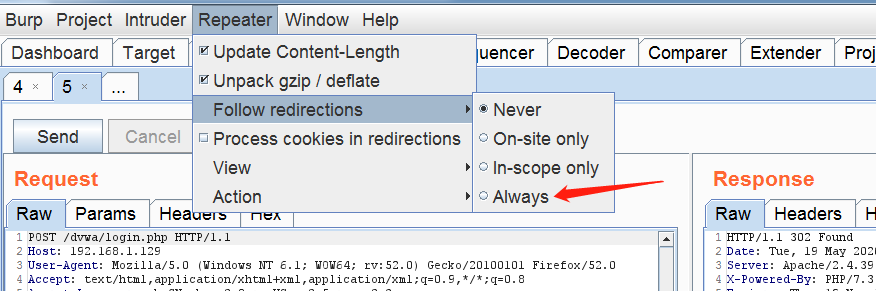 Burp Project Intruder Repeater Window Help
Dashboard Target quencer Decoder Comparer Extender Proj
Update Content-Length
Unpack gzip / deflate
4 × 5 × ...
Follow redirections
Never
Process cookies in redirections
On-site only
Send Cancel
View
In-scope only
Action
Always
Request
Response
Raw Params Headers Hex
Raw Headers
1 POST /dvwa/login.php HTTP/1.1
2 Host: 192.168.1.129
3 User-Agent: Mozilla/5.0 (Windows NT 6.1; WOW64; rv:52.0) Gecko/20100101 Firefox/52.0
4 Accept: text/html,application/xhtml+xml,application/xml;q=0.9,*/*;q=0.8
1 HTTP/1.1 302 Found
2 Date: Tue, 19 May 2020
3 Server: Apache/2.4.39
4 X-Powered-By: PHP/7.3